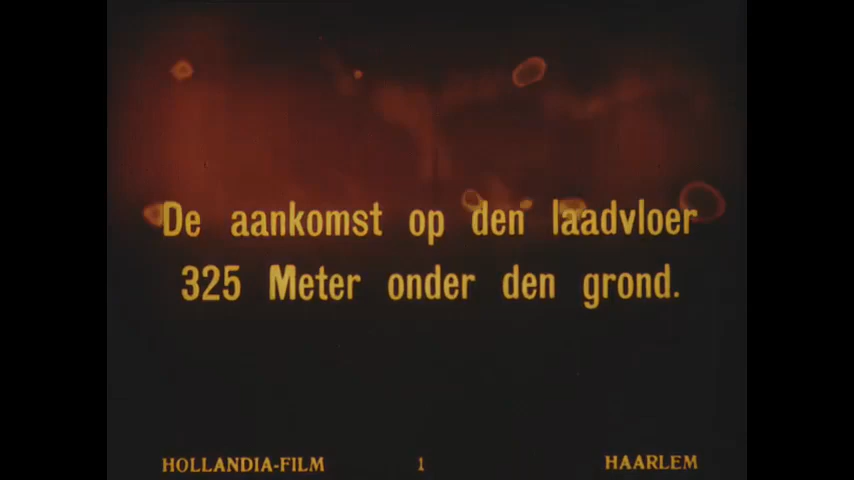 De aankomst op den laadvloer
325 Meter onder den grond.
HOLLANDIA-FILM 1 HAARLEM